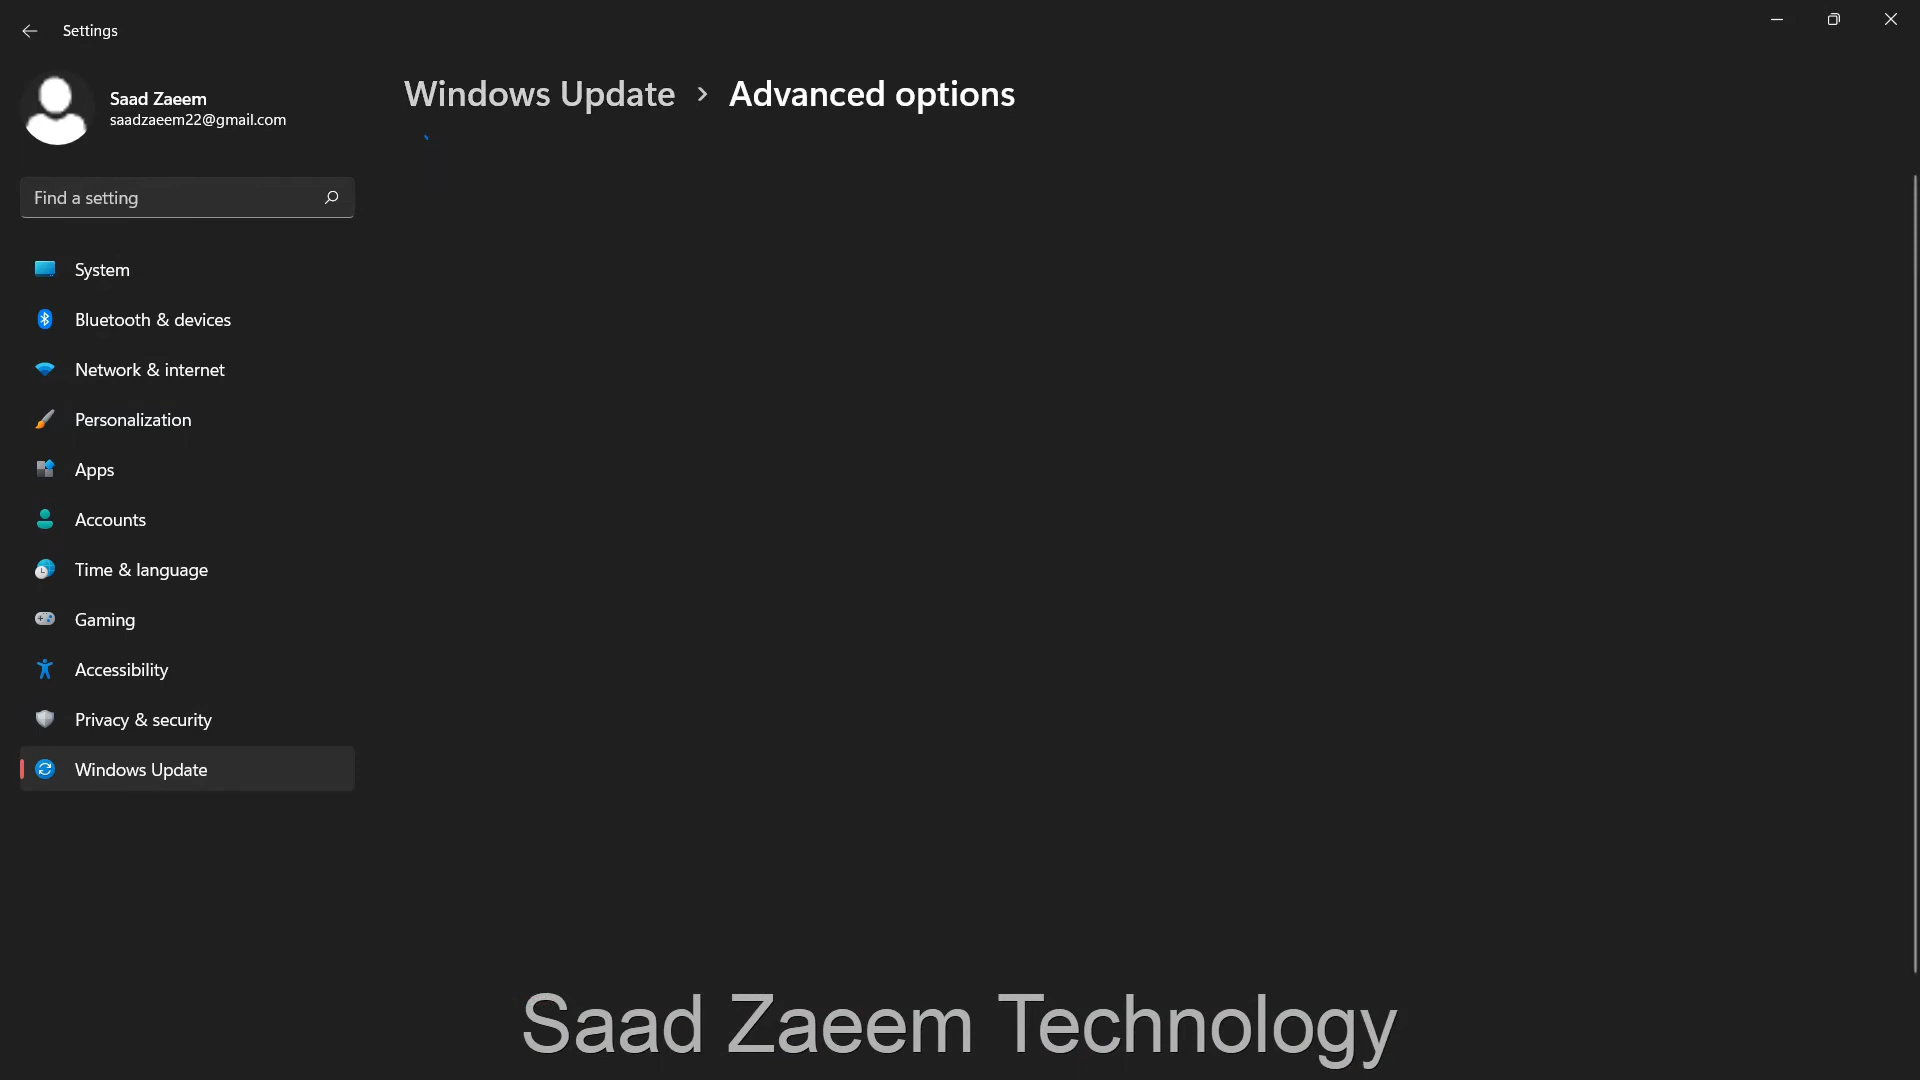 Settings
Saad Zaeem
saadzaeem22@gmail.com
Windows Update > Advanced options
Find a setting
System
Bluetooth & devices
Network & internet
Personalization
Apps
Accounts
Time & language
Gaming
Accessibility
Privacy & security
Windows Update
Saad Zaeem Technology